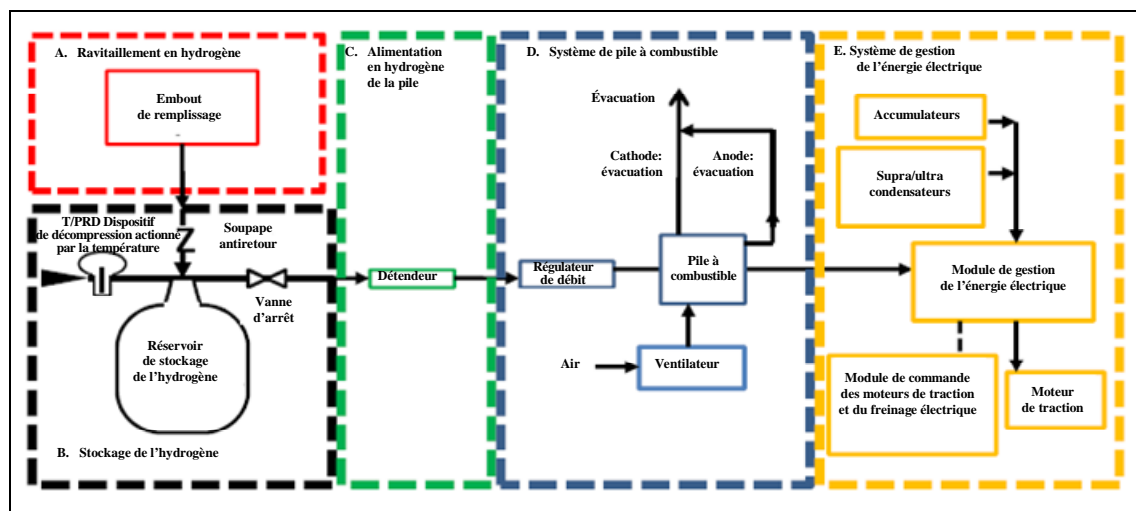 A. Ravitaillement en hydrogène
Embout
de remplissage
T/PRD Dispositif
de décompression actionné
par la température
Soupape
antiretour
Vanne
d'arrêt
Réservoir
de stockage
de l'hydrogène
B. Stockage de l'hydrogène
C. Alimentation
en hydrogène
de la pile
Détendeur
D. Système de pile à combustible
Évacuation
Cathode:
évacuation
Anode:
évacuation
Régulateur
de débit
Pile à
combustible
Air
Ventilateur
E. Système de gestion
de l'énergie électrique
Accumulateurs
Supra/ultra
condensateurs
Module de gestion
de l'énergie électrique
Module de commande
des moteurs de traction
et du freinage électrique
Moteur
de traction